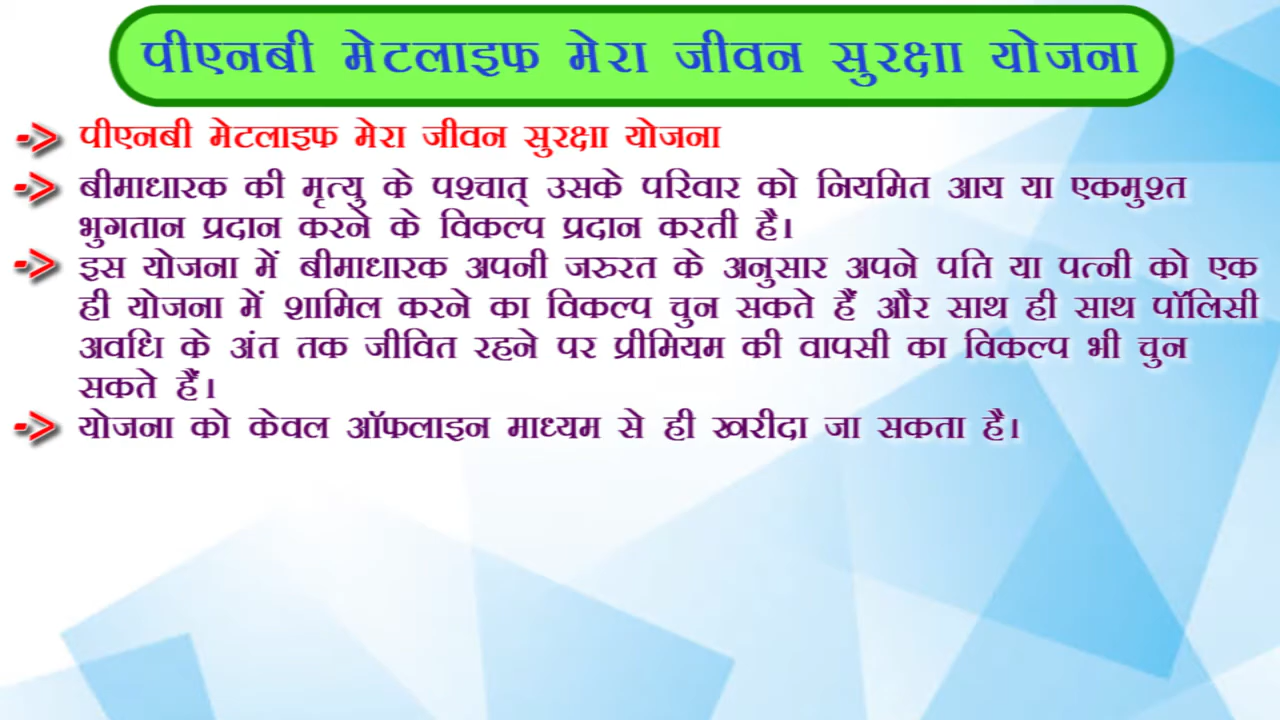 पीएनबी मेटलाइफ मेरा जीवन सुरक्षा योजना
-> पीएनबी मेटलाइफ मेरा जीवन सुरक्षा योजना
-> बीमाधारक की मृत्यु के पश्चात् उसके परिवार को नियमित आय या एकमुश्त
भुगतान प्रदान करने के विकल्प प्रदान करती है।
-> इस योजना में बीमाधारक अपनी जरुरत के अनुसार अपने पति या पत्नी को एक
ही योजना में शामिल करने का विकल्प चुन सकते हैं और साथ ही साथ पॉलिसी
अवधि के अंत तक जीवित रहने पर प्रीमियम की वापसी का विकल्प भी चुन
सकते हैं।
-> योजना को केवल ऑफलाइन माध्यम से ही खरीदा जा सकता है।